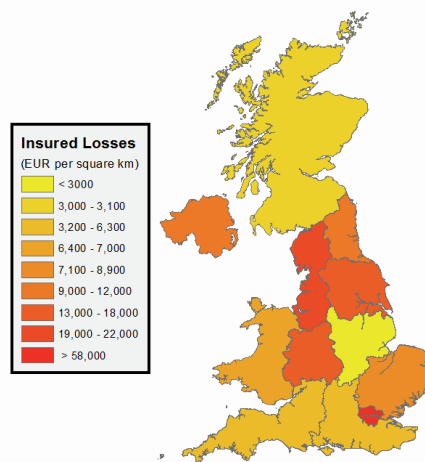 Insured Losses
(EUR per square km)
< 3000
3,000 - 3,100
3,200 - 6,300
6,400 - 7,000
7,100 - 8,900
9,000 - 12,000
13,000 - 18,000
19,000 - 22,000
> 58,000